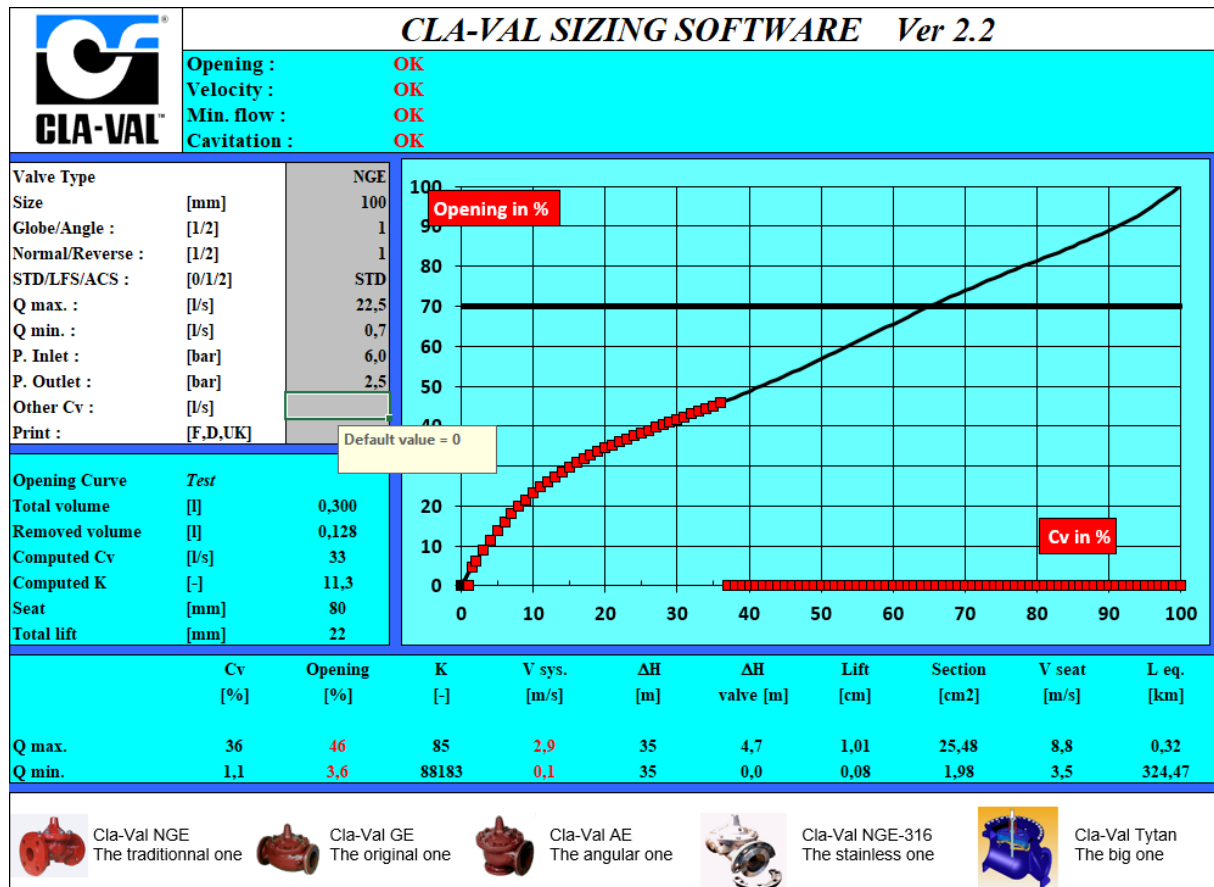 CLA-VAL SIZING SOFTWARE Ver 2.2
CLA-VAL™
®
Opening : OK
Velocity : OK
Min. flow : OK
Cavitation : OK
Valve Type NGE
Size [mm] 100
Globe/Angle : [1/2] 1
Normal/Reverse : [1/2] 1
STD/LFS/ACS : [0/1/2] STD
Q max. : [l/s] 22,5
Q min. : [l/s] 0,7
P. Inlet : [bar] 6,0
P. Outlet : [bar] 2,5
Other Cv : [l/s]
Print : [F,D,UK]
Default value = 0
Opening Curve Test
Total volume [l] 0,300
Removed volume [l] 0,128
Computed Cv [l/s] 33
Computed K [-] 11,3
Seat [mm] 80
Total lift [mm] 22
Opening in %
100
90
80
70
60
50
40
20
10
0
Cv in %
0 10 20 30 40 50 60 70 80 90 100
Cv Opening K V sys. ΔH ΔH Lift Section V seat L eq.
[%] [%] [-] [m/s] [m] valve [m] [cm] [cm2] [m/s] [km]
Q max. 36 46 85 2,9 35 4,7 1,01 25,48 8,8 0,32
Q min. 1,1 3,6 88183 0,1 35 0,0 0,08 1,98 3,5 324,47
Cla-Val NGE
The traditionnal one
Cla-Val GE
The original one
Cla-Val AE
The angular one
Cla-Val NGE-316
The stainless one
Cla-Val Tytan
The big one